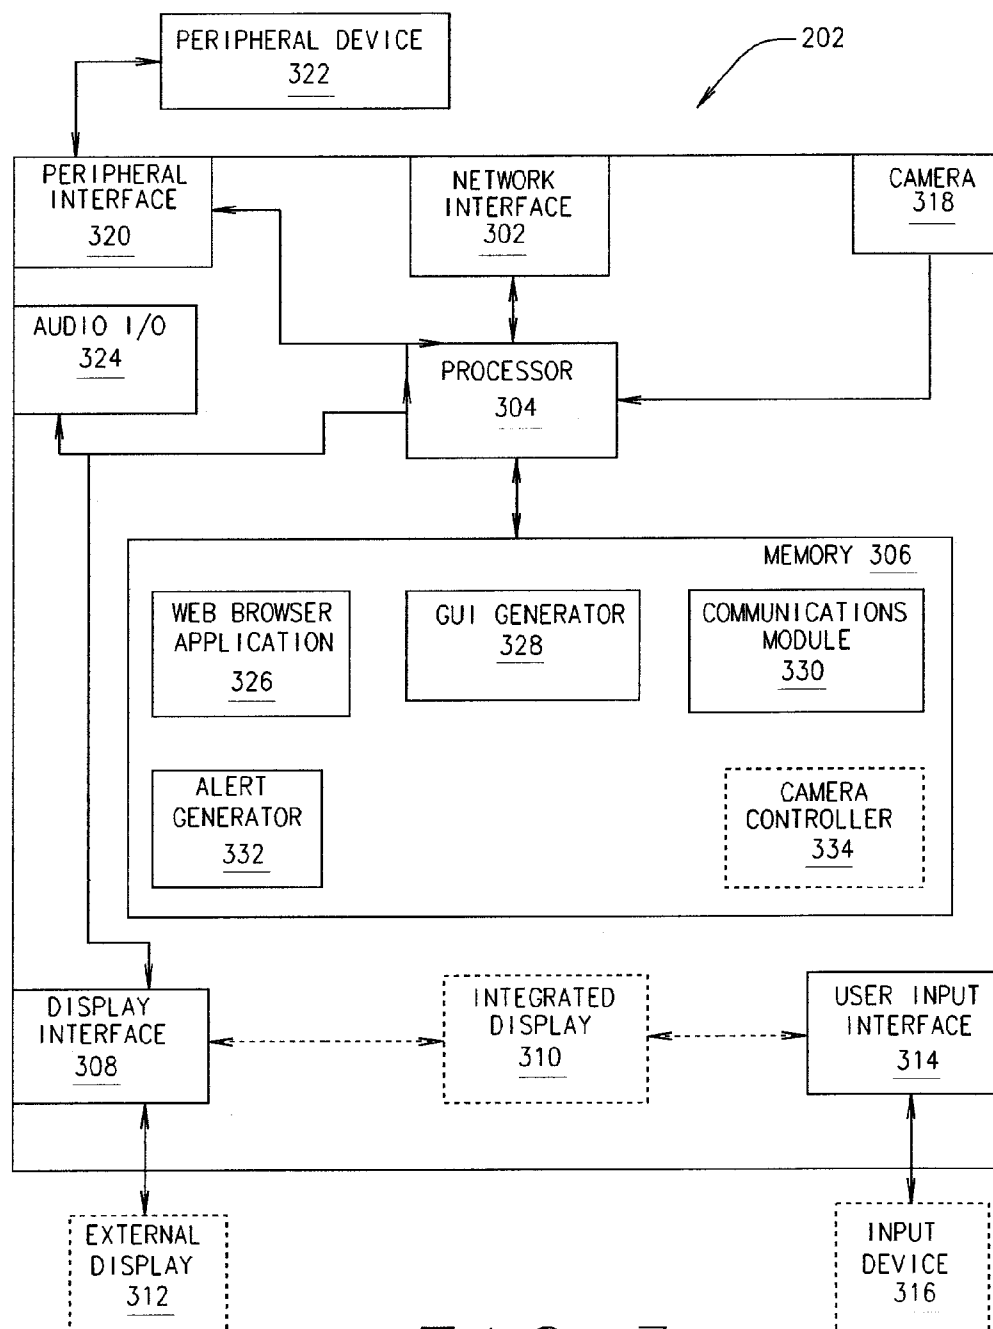 PERIPHERAL DEVICE
322
202
PERIPHERAL
INTERFACE
320
NETWORK
INTERFACE
302
CAMERA
318
AUDIO I/O
324
PROCESSOR
304
MEMORY 306
WEB BROWSER
APPLICATION
326
GUI GENERATOR
328
COMMUNICATIONS
MODULE
330
ALERT
GENERATOR
332
CAMERA
CONTROLLER
334
DISPLAY
INTERFACE
308
INTEGRATED
DISPLAY
310
USER INPUT
INTERFACE
314
EXTERNAL
DISPLAY
312
INPUT
DEVICE
316